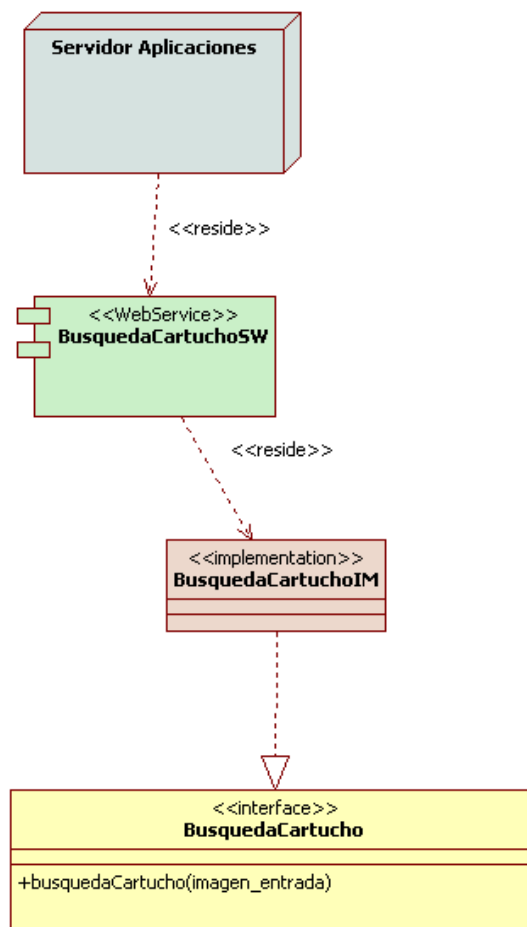 Servidor Aplicaciones
<<reside>>
<<WebService>>
BusquedaCartuchoSW
<<reside>>
<<implementation>>
BusquedaCartuchoIM
<<interface>>
BusquedaCartucho
+busquedaCartucho(imagen_entrada)